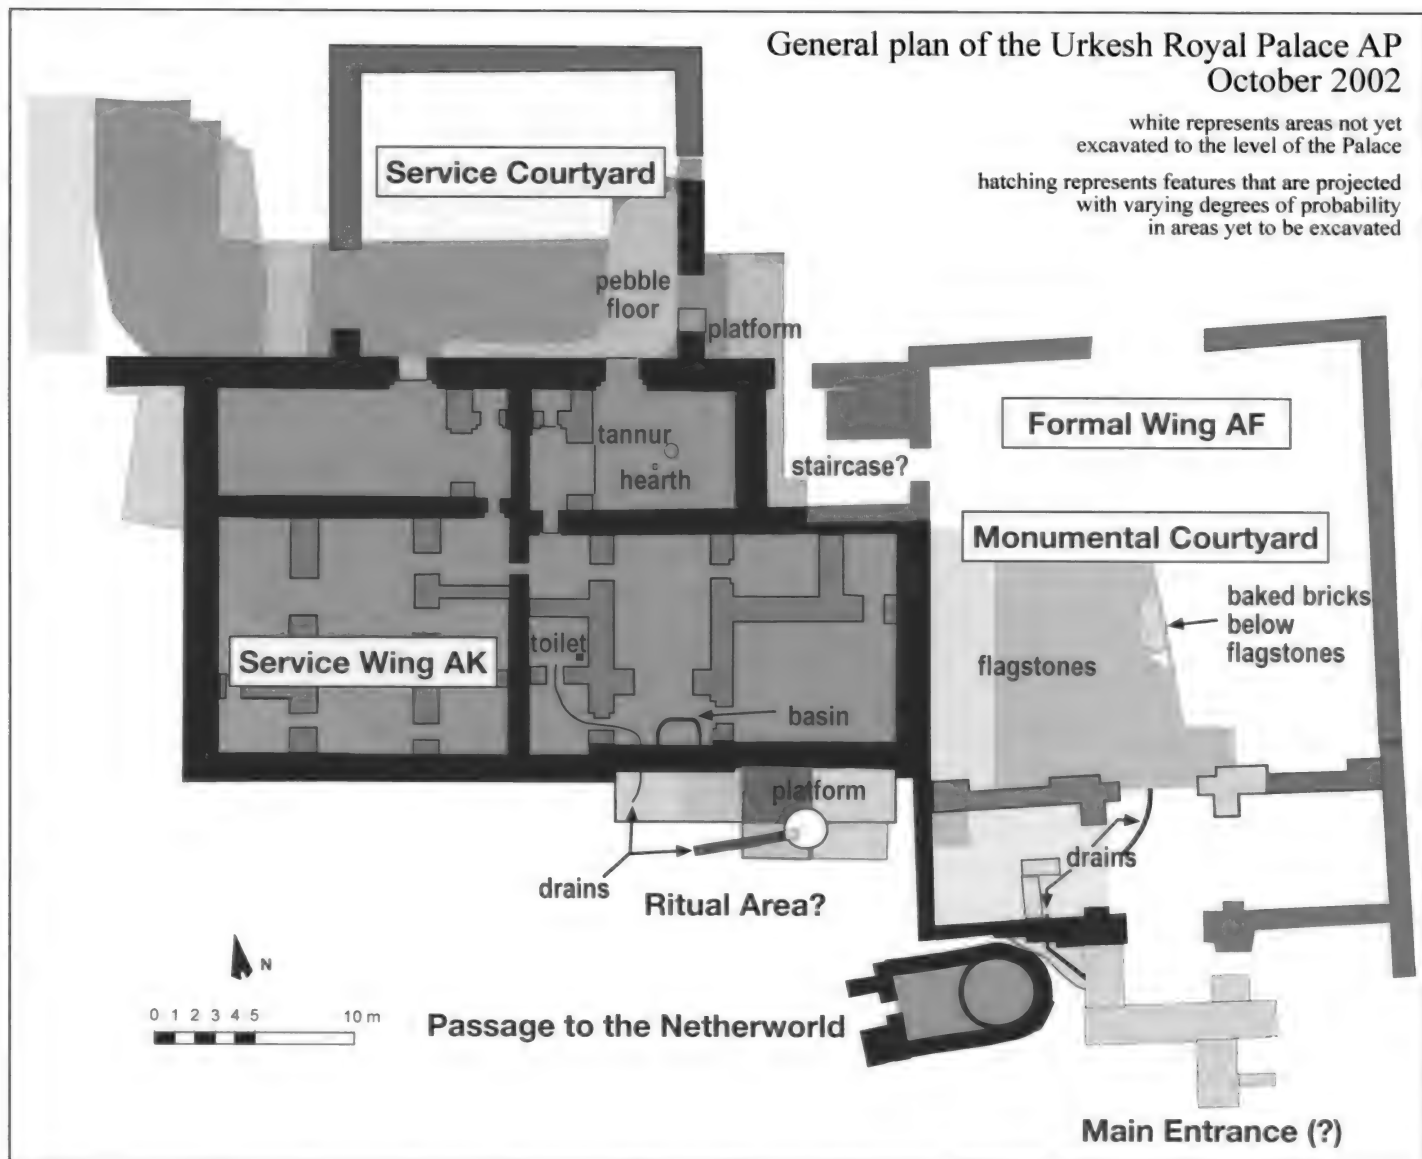 General plan of the Urkesh Royal Palace AP
October 2002
white represents areas not yet
excavated to the level of the Palace
hatching represents features that are projected
with varying degrees of probability
in areas yet to be excavated
Service Courtyard
pebble
floor
platform
Formal Wing AF
tannur
hearth
staircase?
Monumental Courtyard
baked bricks
below
flagstones
flagstones
toilet
Service Wing AK
basin
platform
drains
drains
Ritual Area?
N
0 1 2 3 4 5 10 m
Passage to the Netherworld
Main Entrance (?)